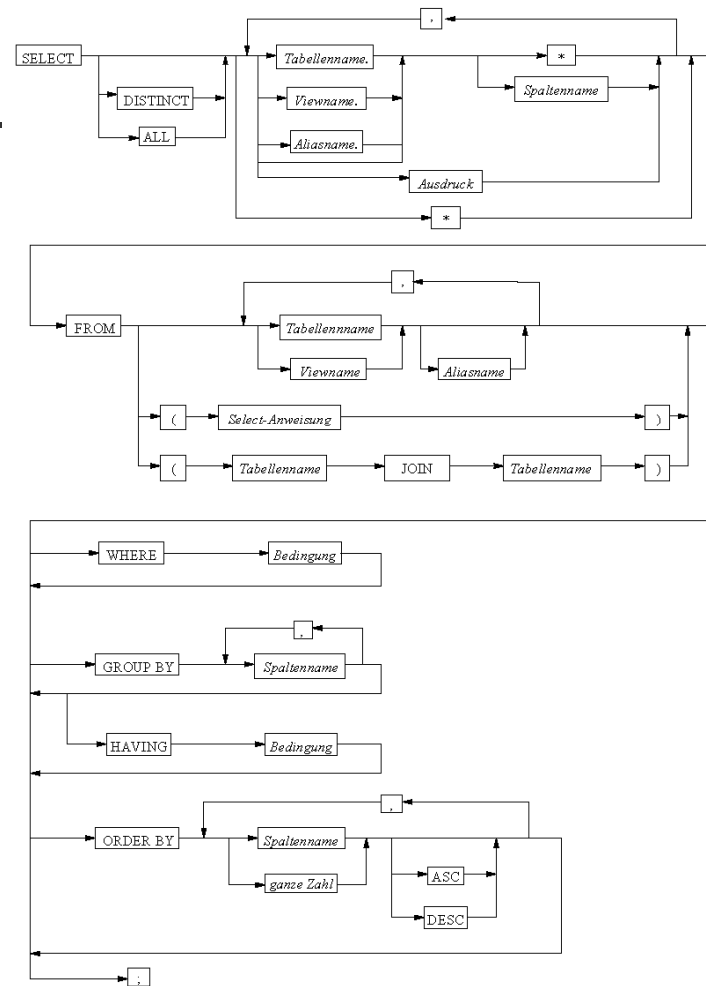 ,
SELECT Tabellenname. *
DISTINCT Viewname. Spaltenname
ALL Aliasname.
Ausdruck
*
,
FROM Tabellennname
Viewname Aliasname
( Select-Anweisung )
( Tabellenname JOIN Tabellenname )
WHERE Bedingung
,
GROUP BY Spaltenname
HAVING Bedingung
,
ORDER BY Spaltenname
ganze Zahl ASC
DESC
;